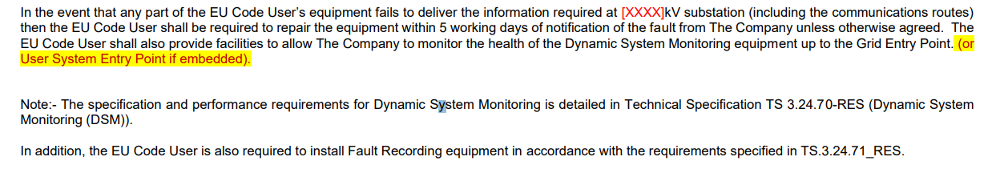 In the event that any part of the EU Code User's equipment fails to deliver the information required at [XXXX]kV substation (including the communications routes)
then the EU Code User shall be required to repair the equipment within 5 working days of notification of the fault from The Company unless otherwise agreed.  The
EU Code User shall also provide facilities to allow The Company to monitor the health of the Dynamic System Monitoring equipment up to the Grid Entry Point. (or
User System Entry Point if embedded).
Note:- The specification and performance requirements for Dynamic System Monitoring is detailed in Technical Specification TS 3.24.70-RES (Dynamic System
Monitoring (DSM)).
In addition, the EU Code User is also required to install Fault Recording equipment in accordance with the requirements specified in TS.3.24.71_RES.